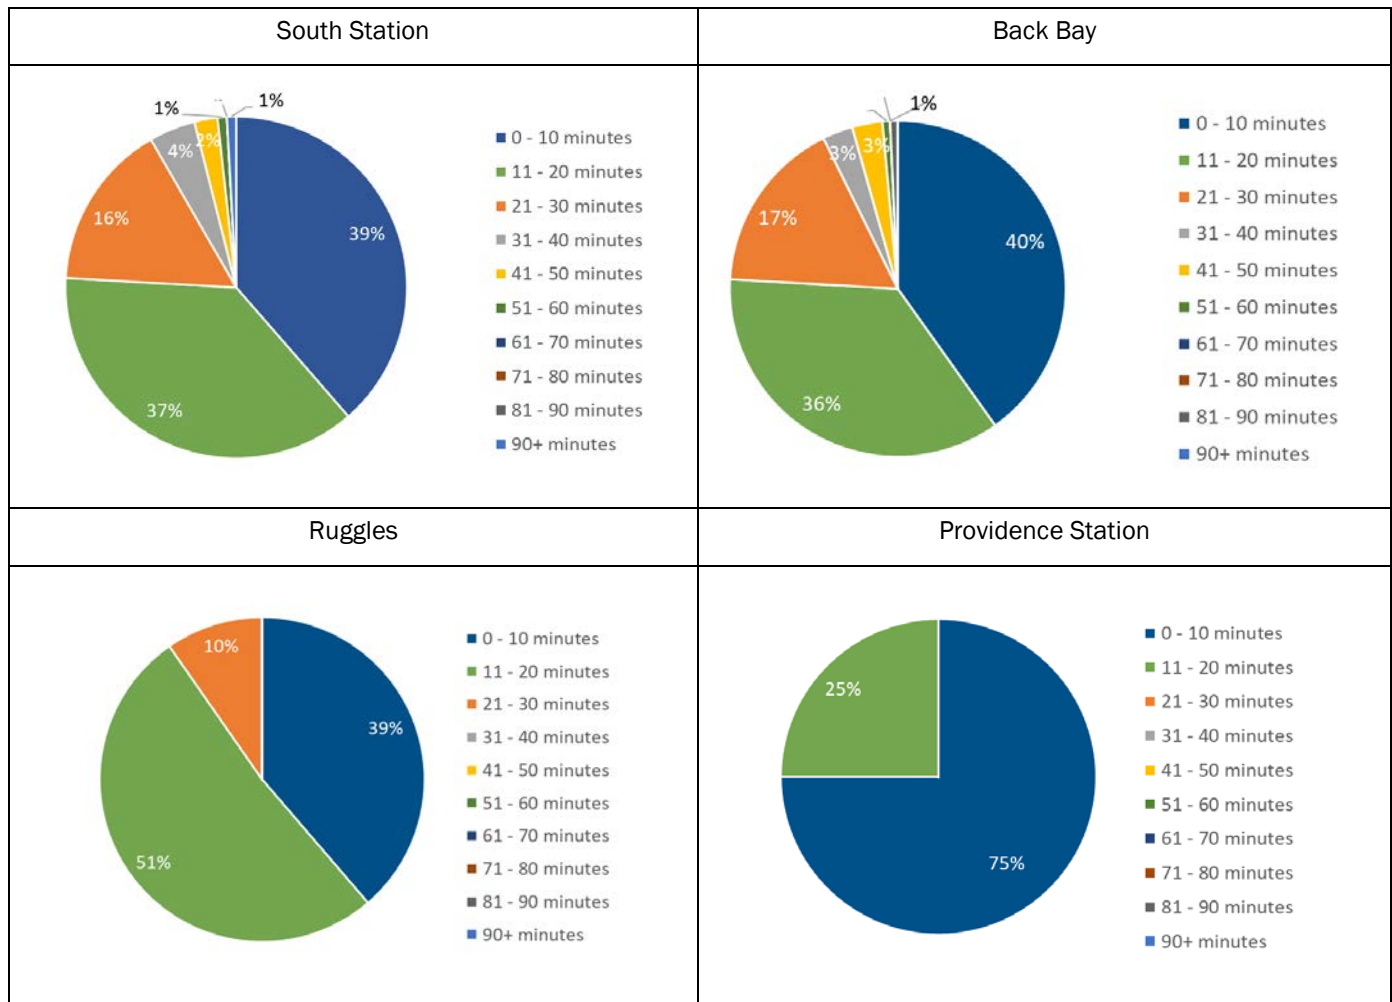 South Station
Back Bay
1%
1%
4%
2%
16%
39%
37%
0 - 10 minutes
11 - 20 minutes
21 - 30 minutes
31 - 40 minutes
41 - 50 minutes
51 - 60 minutes
61 - 70 minutes
71 - 80 minutes
81 - 90 minutes
90+ minutes
1%
3%
3%
17%
40%
36%
0 - 10 minutes
11 - 20 minutes
21 - 30 minutes
31 - 40 minutes
41 - 50 minutes
51 - 60 minutes
61 - 70 minutes
71 - 80 minutes
81 - 90 minutes
90+ minutes
Ruggles
Providence Station
10%
39%
51%
0 - 10 minutes
11 - 20 minutes
21 - 30 minutes
31 - 40 minutes
41 - 50 minutes
51 - 60 minutes
61 - 70 minutes
71 - 80 minutes
81 - 90 minutes
90+ minutes
25%
75%
0 - 10 minutes
11 - 20 minutes
21 - 30 minutes
31 - 40 minutes
41 - 50 minutes
51 - 60 minutes
61 - 70 minutes
71 - 80 minutes
81 - 90 minutes
90+ minutes